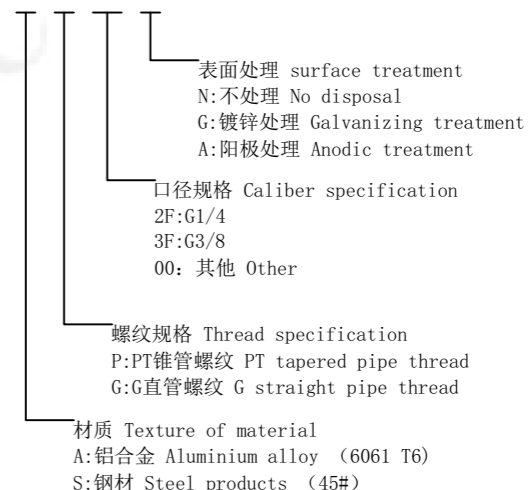 表面处理 surface treatment
N:不处理 No disposal
G:镀锌处理 Galvanizing treatment
A:阳极处理 Anodic treatment
口径规格 Caliber specification
2F:G1/4
3F:G3/8
00: 其他 Other
螺纹规格 Thread specification
P:PT锥管螺纹 PT tapered pipe thread
G:G直管螺纹 G straight pipe thread
材质 Texture of material
A:铝合金 Aluminium alloy （6061 T6)
S:钢材 Steel products （45#）